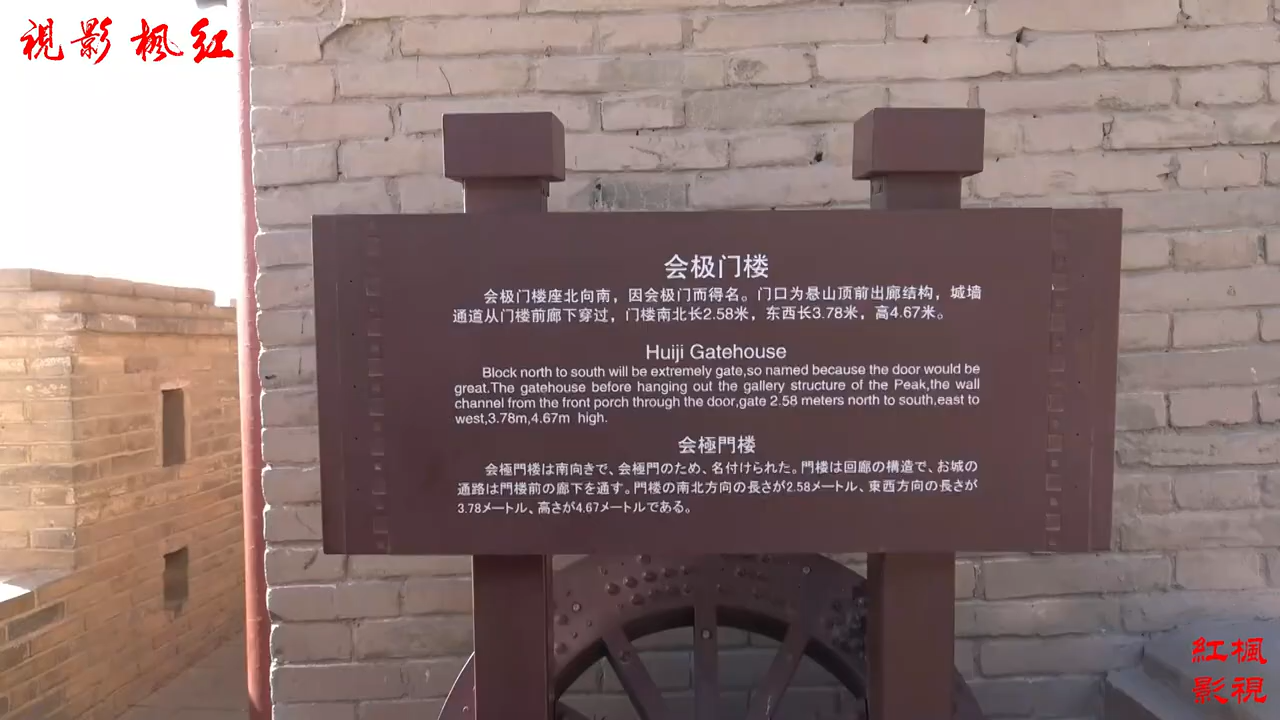 視影枫红
会极门楼
会极门楼座北向南，因会极门而得名。门口为悬山顶前出廊结构，城墙
通道从门楼前廊下穿过，门楼南北长2.58米，东西长3.78米，高4.67米。
Huiji Gatehouse
Block north to south will be extremely gate,so named because the door would be
great.The gatehouse before hanging out the gallery structure of the Peak,the wall
channel from the front porch through the door,gate 2.58 meters north to south,east to
west,3.78m,4.67m high.
会極門楼
会極門楼は南向きで、会極門のため、名付けられた。門楼は回廊の構造で、お城の
通路は門楼前の廊下を通す。門楼の南北方向の長さが2.58メートル、東西方向の長さが
3.78メートル、高さが4.67メートルである。
紅楓
影視